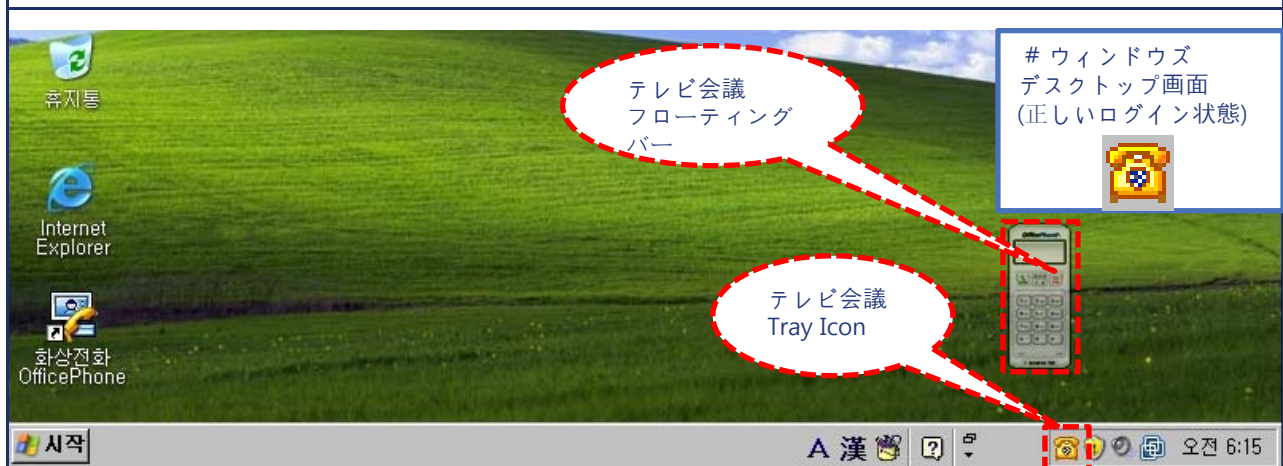 휴지통
Internet
Explorer
화상전화
OfficePhone
テレビ会議
フローティング
バー
# ウィンドウズ
デスクトップ画面
(正しいログイン状態)
OfficePhone
テレビ会議
Tray Icon
시작
A 漢
?
오전 6:15